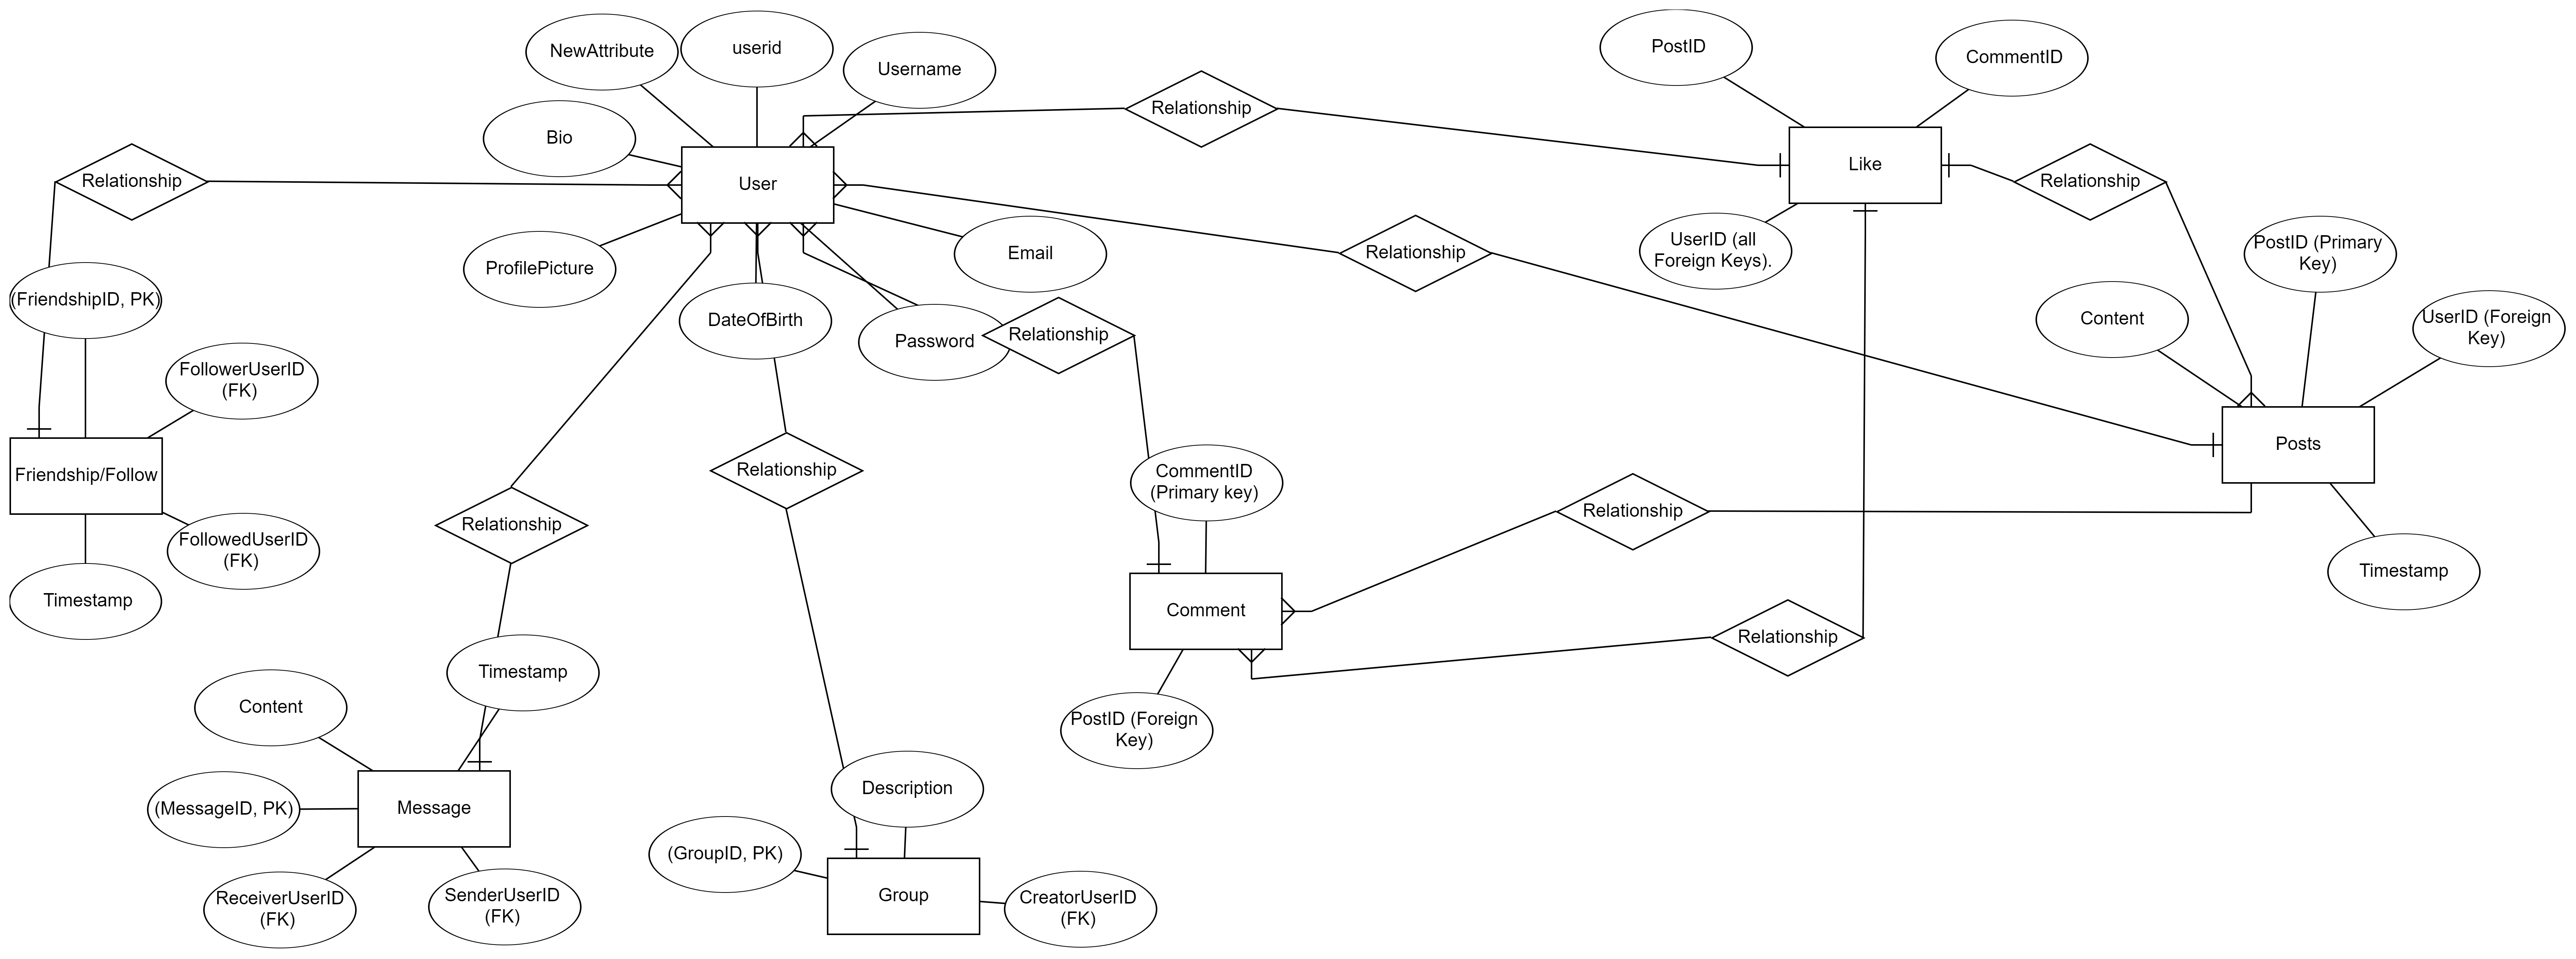 NewAttribute
userid
Username
PostID
CommentID
Relationship
Bio
Like
Relationship
User
Relationship
Relationship
UserID (all
Foreign Keys).
PostID (Primary
Key)
Email
Relationship
ProfilePicture
(FriendshipID, PK)
DateOfBirth
Password
Relationship
Content
UserID (Foreign
Key)
FollowerUserID
(FK)
Posts
Friendship/Follow
Relationship
CommentID
(Primary key)
Relationship
Relationship
FollowedUserID
(FK)
Timestamp
Timestamp
Comment
Relationship
Timestamp
Content
PostID (Foreign
Key)
Description
(MessageID, PK)
Message
(GroupID, PK)
Group
ReceiverUserID
(FK)
SenderUserID
(FK)
CreatorUserID
(FK)